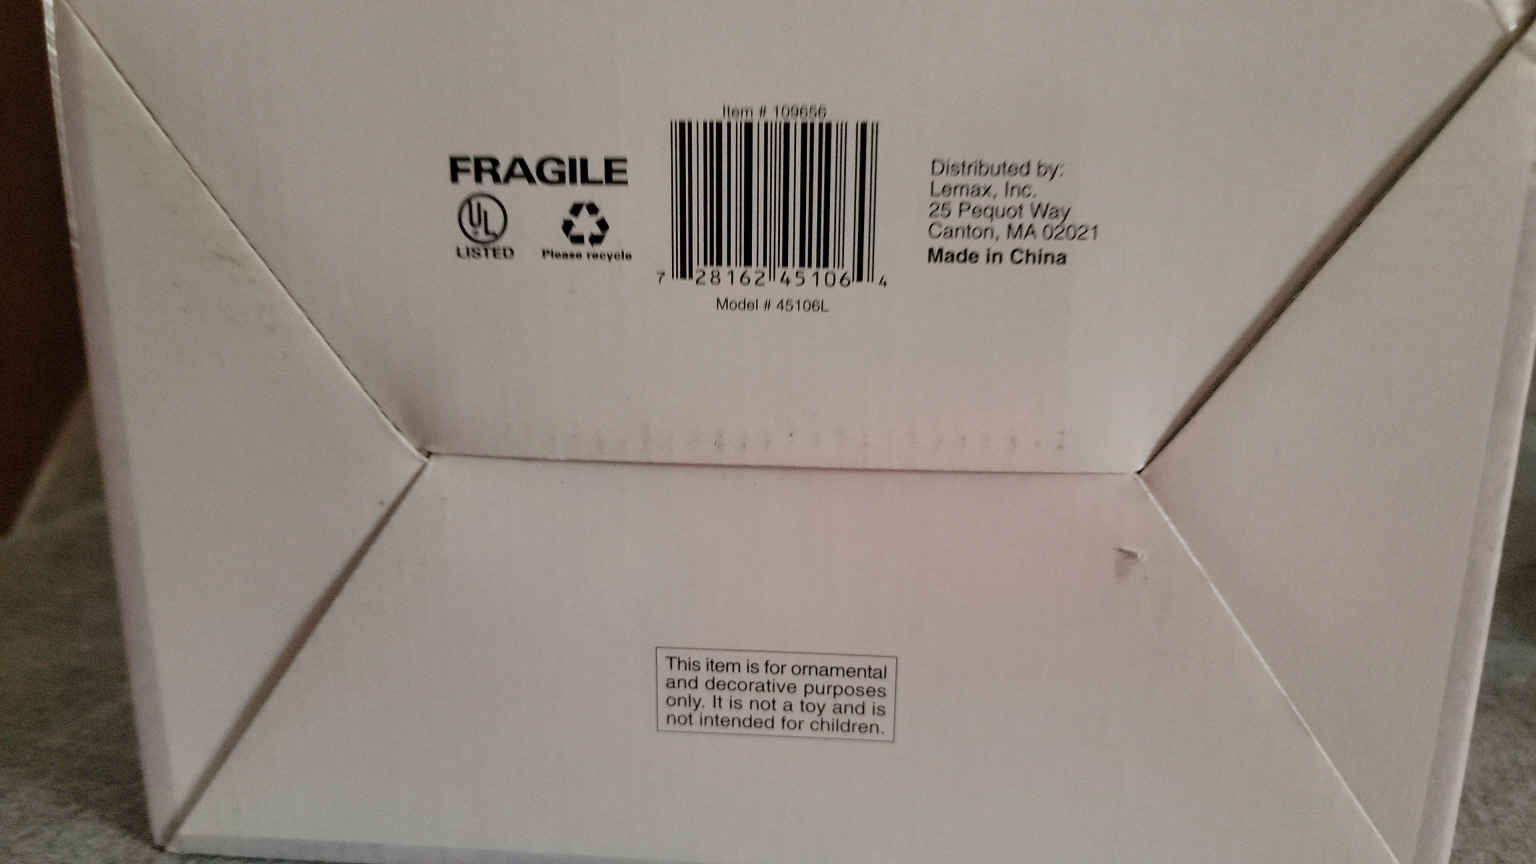 Item # 109656
FRAGILE
UL
LISTED
Please recycle
7 28162 45106 4
Model # 45106L
Distributed by:
Lemax, Inc.
25 Pequot Way
Canton, MA 02021
Made in China
This item is for ornamental
and decorative purposes
only. It is not a toy and is
not intended for children.